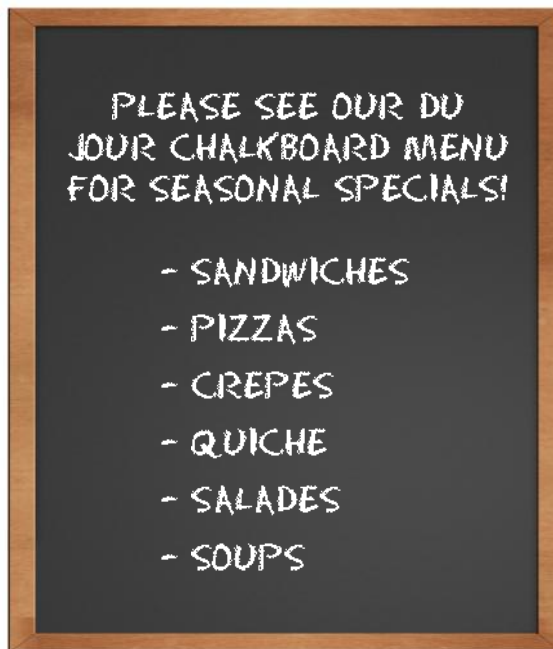 PLEASE SEE OUR DU
JOUR CHALKBOARD MENU
FOR SEASONAL SPECIALS!
- SANDWICHES
- PIZZAS
- CREPES
- QUICHE
- SALADES
- SOUPS